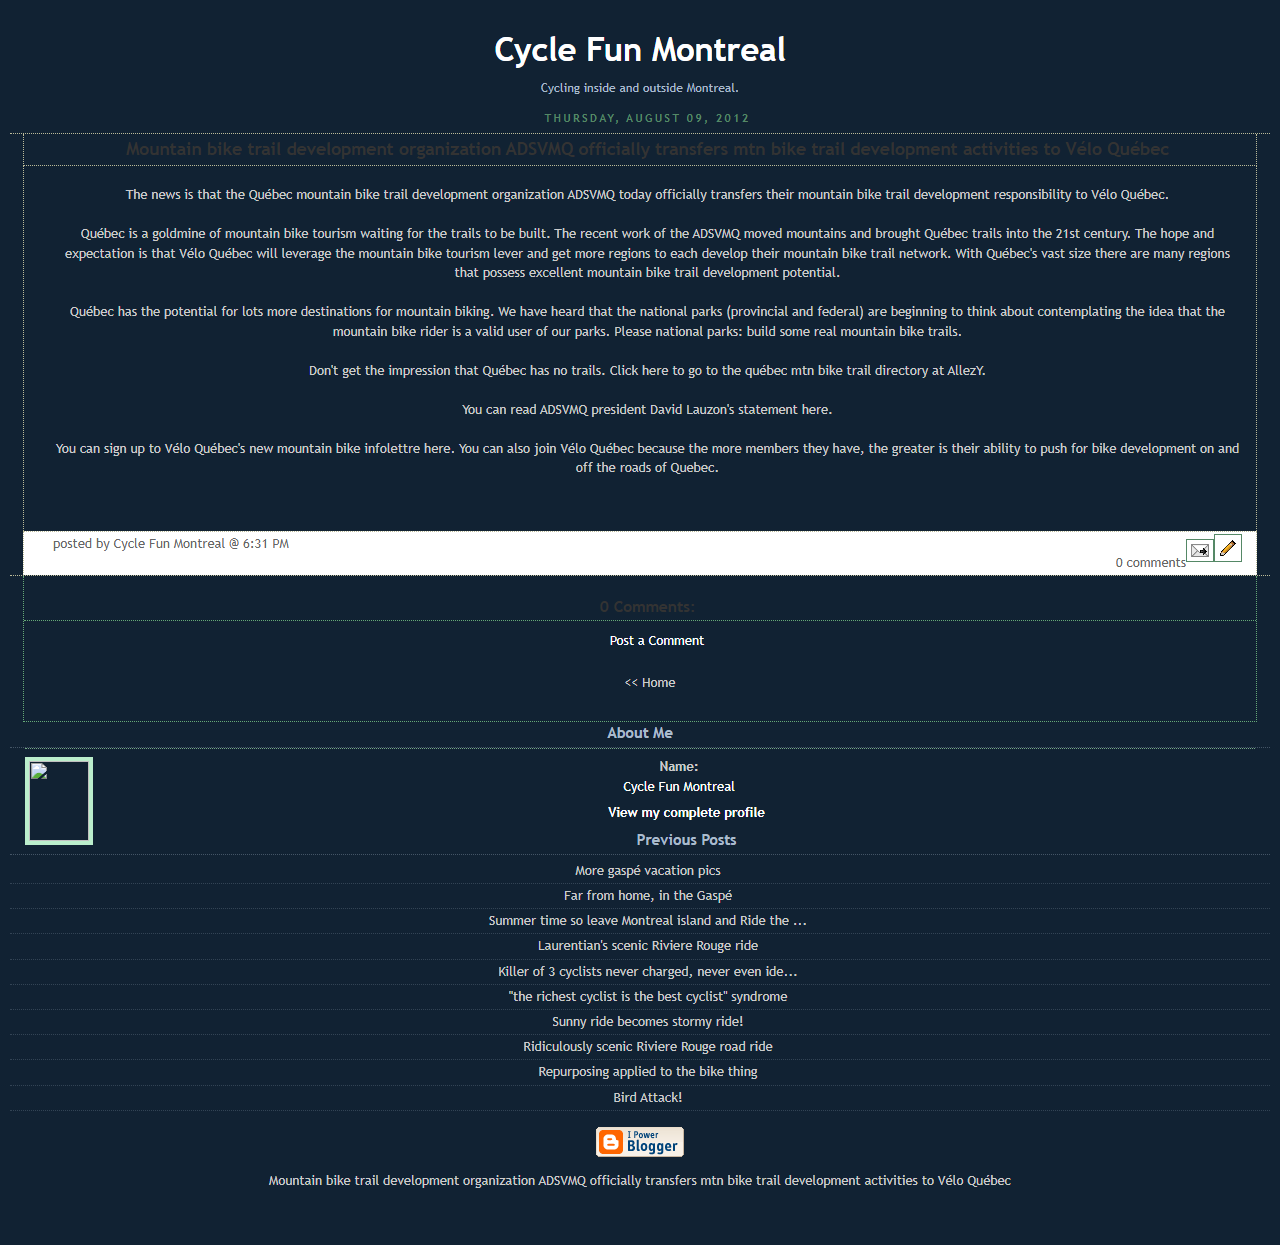 Cycle Fun Montreal
Cycling inside and outside Montreal.
THURSDAY, AUGUST 09, 2012
Mountain bike trail development organization ADSVMQ officially transfers mtn bike trail development activities to Vélo Québec
The news is that the Québec mountain bike trail development organization ADSVMQ today officially transfers their mountain bike trail development responsibility to Vélo Québec.
Québec is a goldmine of mountain bike tourism waiting for the trails to be built. The recent work of the ADSVMQ moved mountains and brought Québec trails into the 21st century. The hope and
expectation is that Vélo Québec will leverage the mountain bike tourism lever and get more regions to each develop their mountain bike trail network. With Québec's vast size there are many regions
that possess excellent mountain bike trail development potential.
Québec has the potential for lots more destinations for mountain biking. We have heard that the national parks (provincial and federal) are beginning to think about contemplating the idea that the
mountain bike rider is a valid user of our parks. Please national parks: build some real mountain bike trails.
Don't get the impression that Québec has no trails. Click here to go to the québec mtn bike trail directory at AllezY.
You can read ADSVMQ president David Lauzon's statement here.
You can sign up to Vélo Québec's new mountain bike infolettre here. You can also join Vélo Québec because the more members they have, the greater is their ability to push for bike development on and
off the roads of Quebec.
posted by Cycle Fun Montreal @ 6:31 PM
0 comments
0 Comments:
Post a Comment
<< Home
About Me
Name:
Cycle Fun Montreal
View my complete profile
Previous Posts
More gaspé vacation pics
Far from home, in the Gaspé
Summer time so leave Montreal island and Ride the ...
Laurentian's scenic Riviere Rouge ride
Killer of 3 cyclists never charged, never even ide...
"the richest cyclist is the best cyclist" syndrome
Sunny ride becomes stormy ride!
Ridiculously scenic Riviere Rouge road ride
Repurposing applied to the bike thing
Bird Attack!
I Power
Blogger
Mountain bike trail development organization ADSVMQ officially transfers mtn bike trail development activities to Vélo Québec